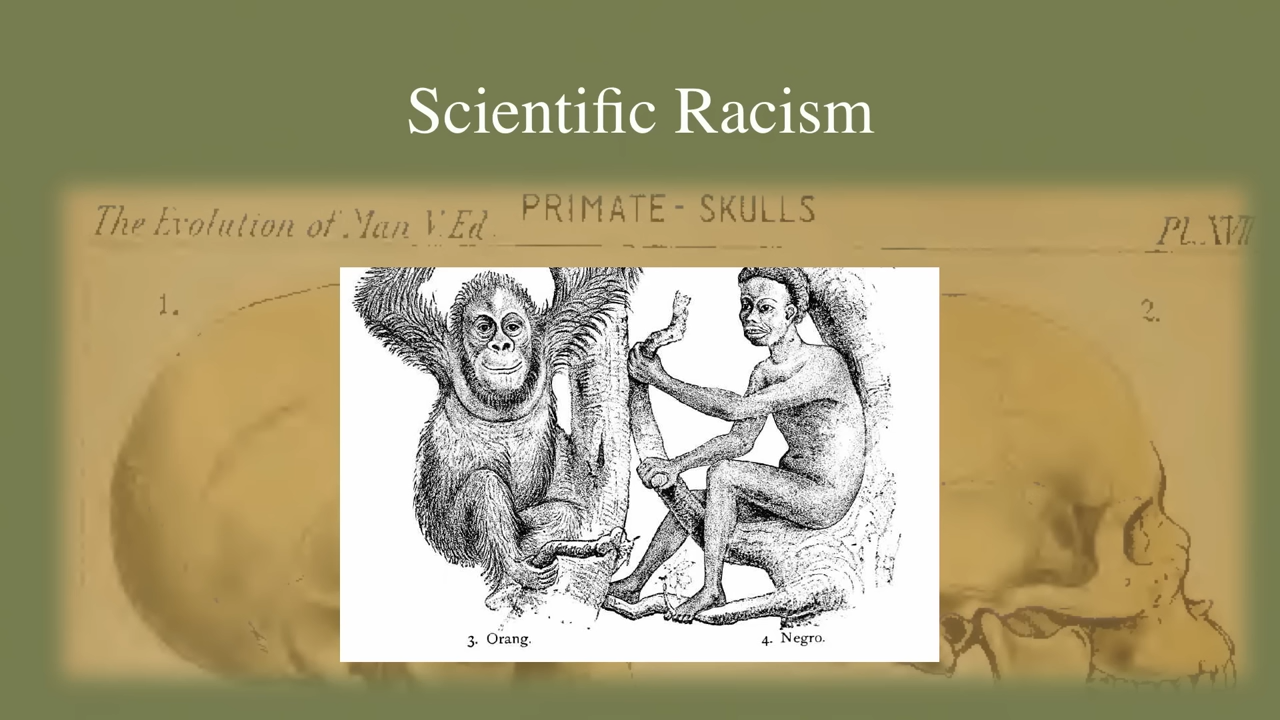 Scientific Racism
The Evolution of Man V. Ed.
PRIMATE - SKULLS
Pl. XVII
1.
2.
3. Orang.
4. Negro.